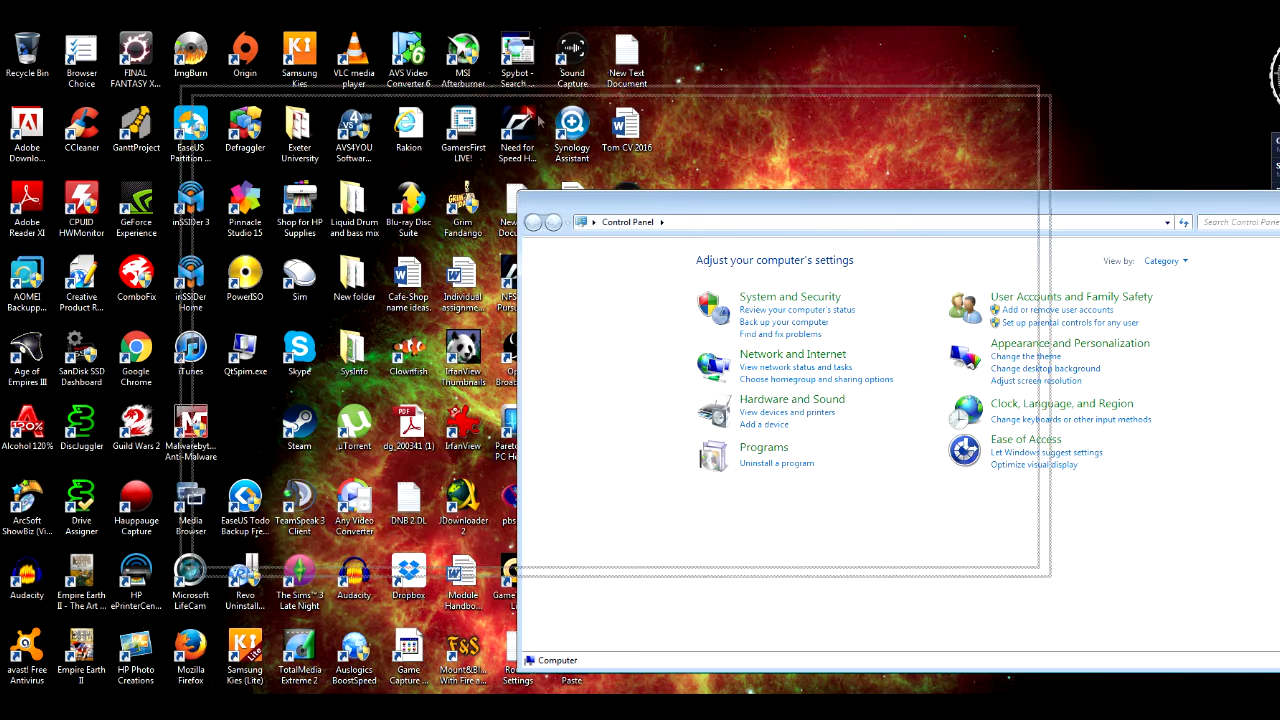 Recycle Bin
Browser
Choice
FINAL
FANTASY X...
ImgBurn
Origin
Samsung
Kies
VLC media
player
AVS Video
Converter 6
MSI
Afterburner
Spybot -
Search ...
Sound
Capture
New Text
Document
Adobe
Downlo...
CCleaner
GanttProject
EaseUS
Partition ...
Defraggler
Exeter
University
AVS4YOU
Softwar...
Rakion
GamersFirst
LIVE!
Need for
Speed H...
Synology
Assistant
Tom CV 2016
Adobe
Reader XI
CPUID
HWMonitor
GeForce
Experience
inSSIDer 3
Pinnacle
Studio 15
Shop for HP
Supplies
Liquid Drum
and bass mix
Blu-ray Disc
Suite
Grim
Fandango
AOMEI
Backupp...
Creative
Product R...
ComboFix
inSSIDer
Home
PowerISO
Sim
New folder
Cafe-Shop
name ideas.
Individual
assignme...
Age of
Empires III
SanDisk SSD
Dashboard
Google
Chrome
iTunes
QtSpim.exe
Skype
SysInfo
Clownfish
IrfanView
Thumbnails
Alcohol 120%
DiscJuggler
Guild Wars 2
Malwarebyt...
Anti-Malware
Steam
µTorrent
dg_200341 (1)
IrfanView
ArcSoft
ShowBiz (Vi...
Drive
Assigner
Hauppauge
Capture
Media
Browser
EaseUS Todo
Backup Fre...
TeamSpeak 3
Client
Any Video
Converter
DNB 2 DL
JDownloader
2
Audacity
Empire Earth
II - The Art ...
HP
ePrinterCen...
Microsoft
LifeCam
Revo
Uninstall...
The Sims™ 3
Late Night
Audacity
Dropbox
Module
Handbo...
avast! Free
Antivirus
Empire Earth
II
HP Photo
Creations
Mozilla
Firefox
Samsung
Kies (Lite)
TotalMedia
Extreme 2
Auslogics
BoostSpeed
Game
Capture ...
Mount&Bl...
With Fire a...
Settings
Paste
Control Panel
Search Control Pane
Adjust your computer's settings
View by: Category
System and Security
Review your computer's status
Back up your computer
Find and fix problems
Network and Internet
View network status and tasks
Choose homegroup and sharing options
Hardware and Sound
View devices and printers
Add a device
Programs
Uninstall a program
User Accounts and Family Safety
Add or remove user accounts
Set up parental controls for any user
Appearance and Personalization
Change the theme
Change desktop background
Adjust screen resolution
Clock, Language, and Region
Change keyboards or other input methods
Ease of Access
Let Windows suggest settings
Optimize visual display
Computer